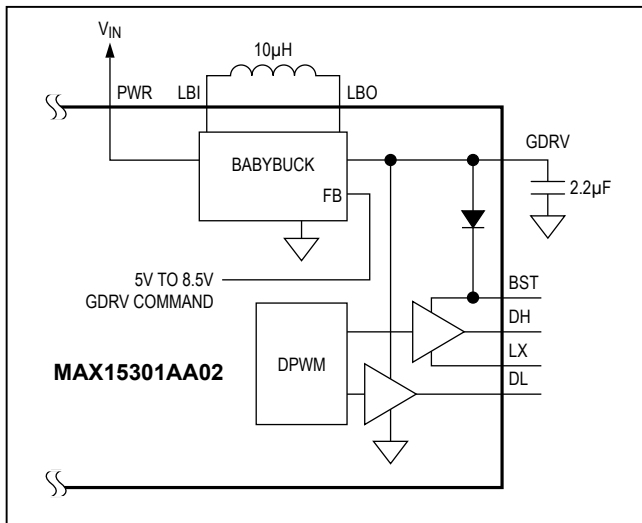 VIN
10µH
PWR
LBI
LBO
GDRV
BABYBUCK
FB
2.2µF
5V TO 8.5V
GDRV COMMAND
BST
DH
LX
DL
DPWM
MAX15301AA02